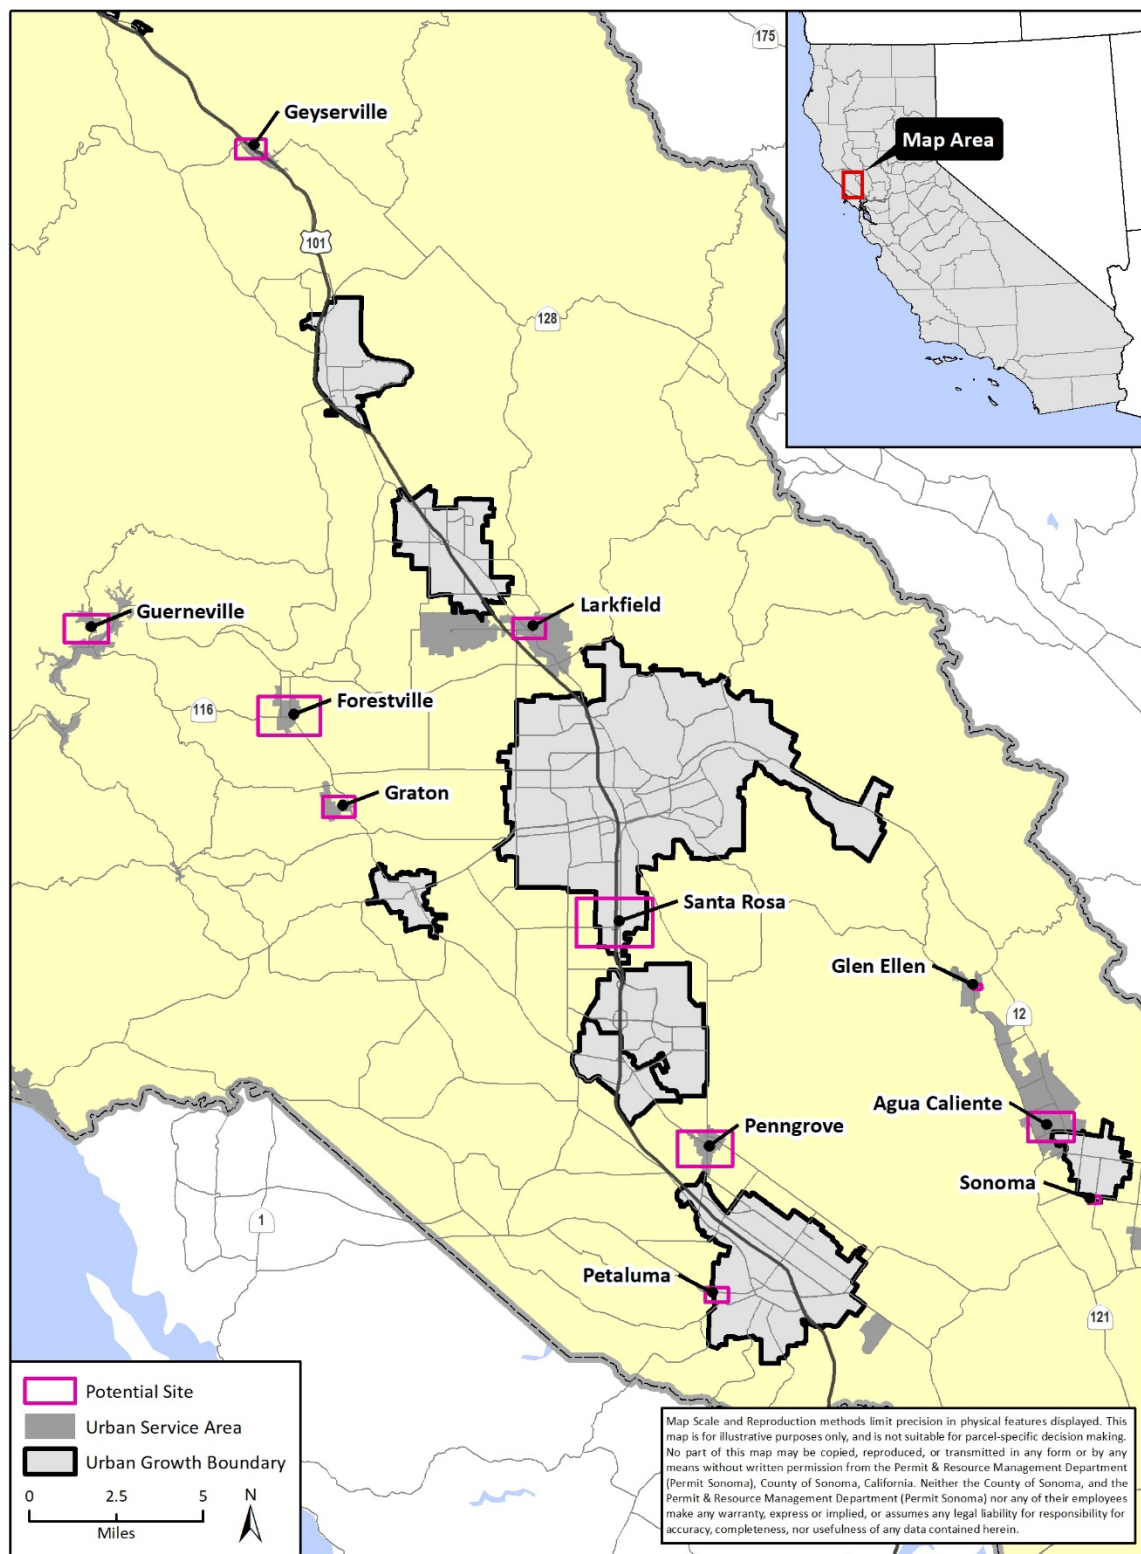 175
Geyserville
Map Area
101
128
Guerneville
Larkfield
Forestville
116
Graton
Santa Rosa
Glen Ellen
12
Agua Caliente
Penngrove
Sonoma
1
Petaluma
121
Potential Site
Urban Service Area
Urban Growth Boundary
0 2.5 5 N
Miles
Map Scale and Reproduction methods limit precision in physical features displayed. This
map is for illustrative purposes only, and is not suitable for parcel-specific decision making.
No part of this map may be copied, reproduced, or transmitted in any form or by any
means without written permission from the Permit & Resource Management Department
(Permit Sonoma), County of Sonoma, California. Neither the County of Sonoma, and the
Permit & Resource Management Department (Permit Sonoma) nor any of their employees
make any warranty, express or implied, or assumes any legal liability for responsibility for
accuracy, completeness, nor usefulness of any data contained herein.